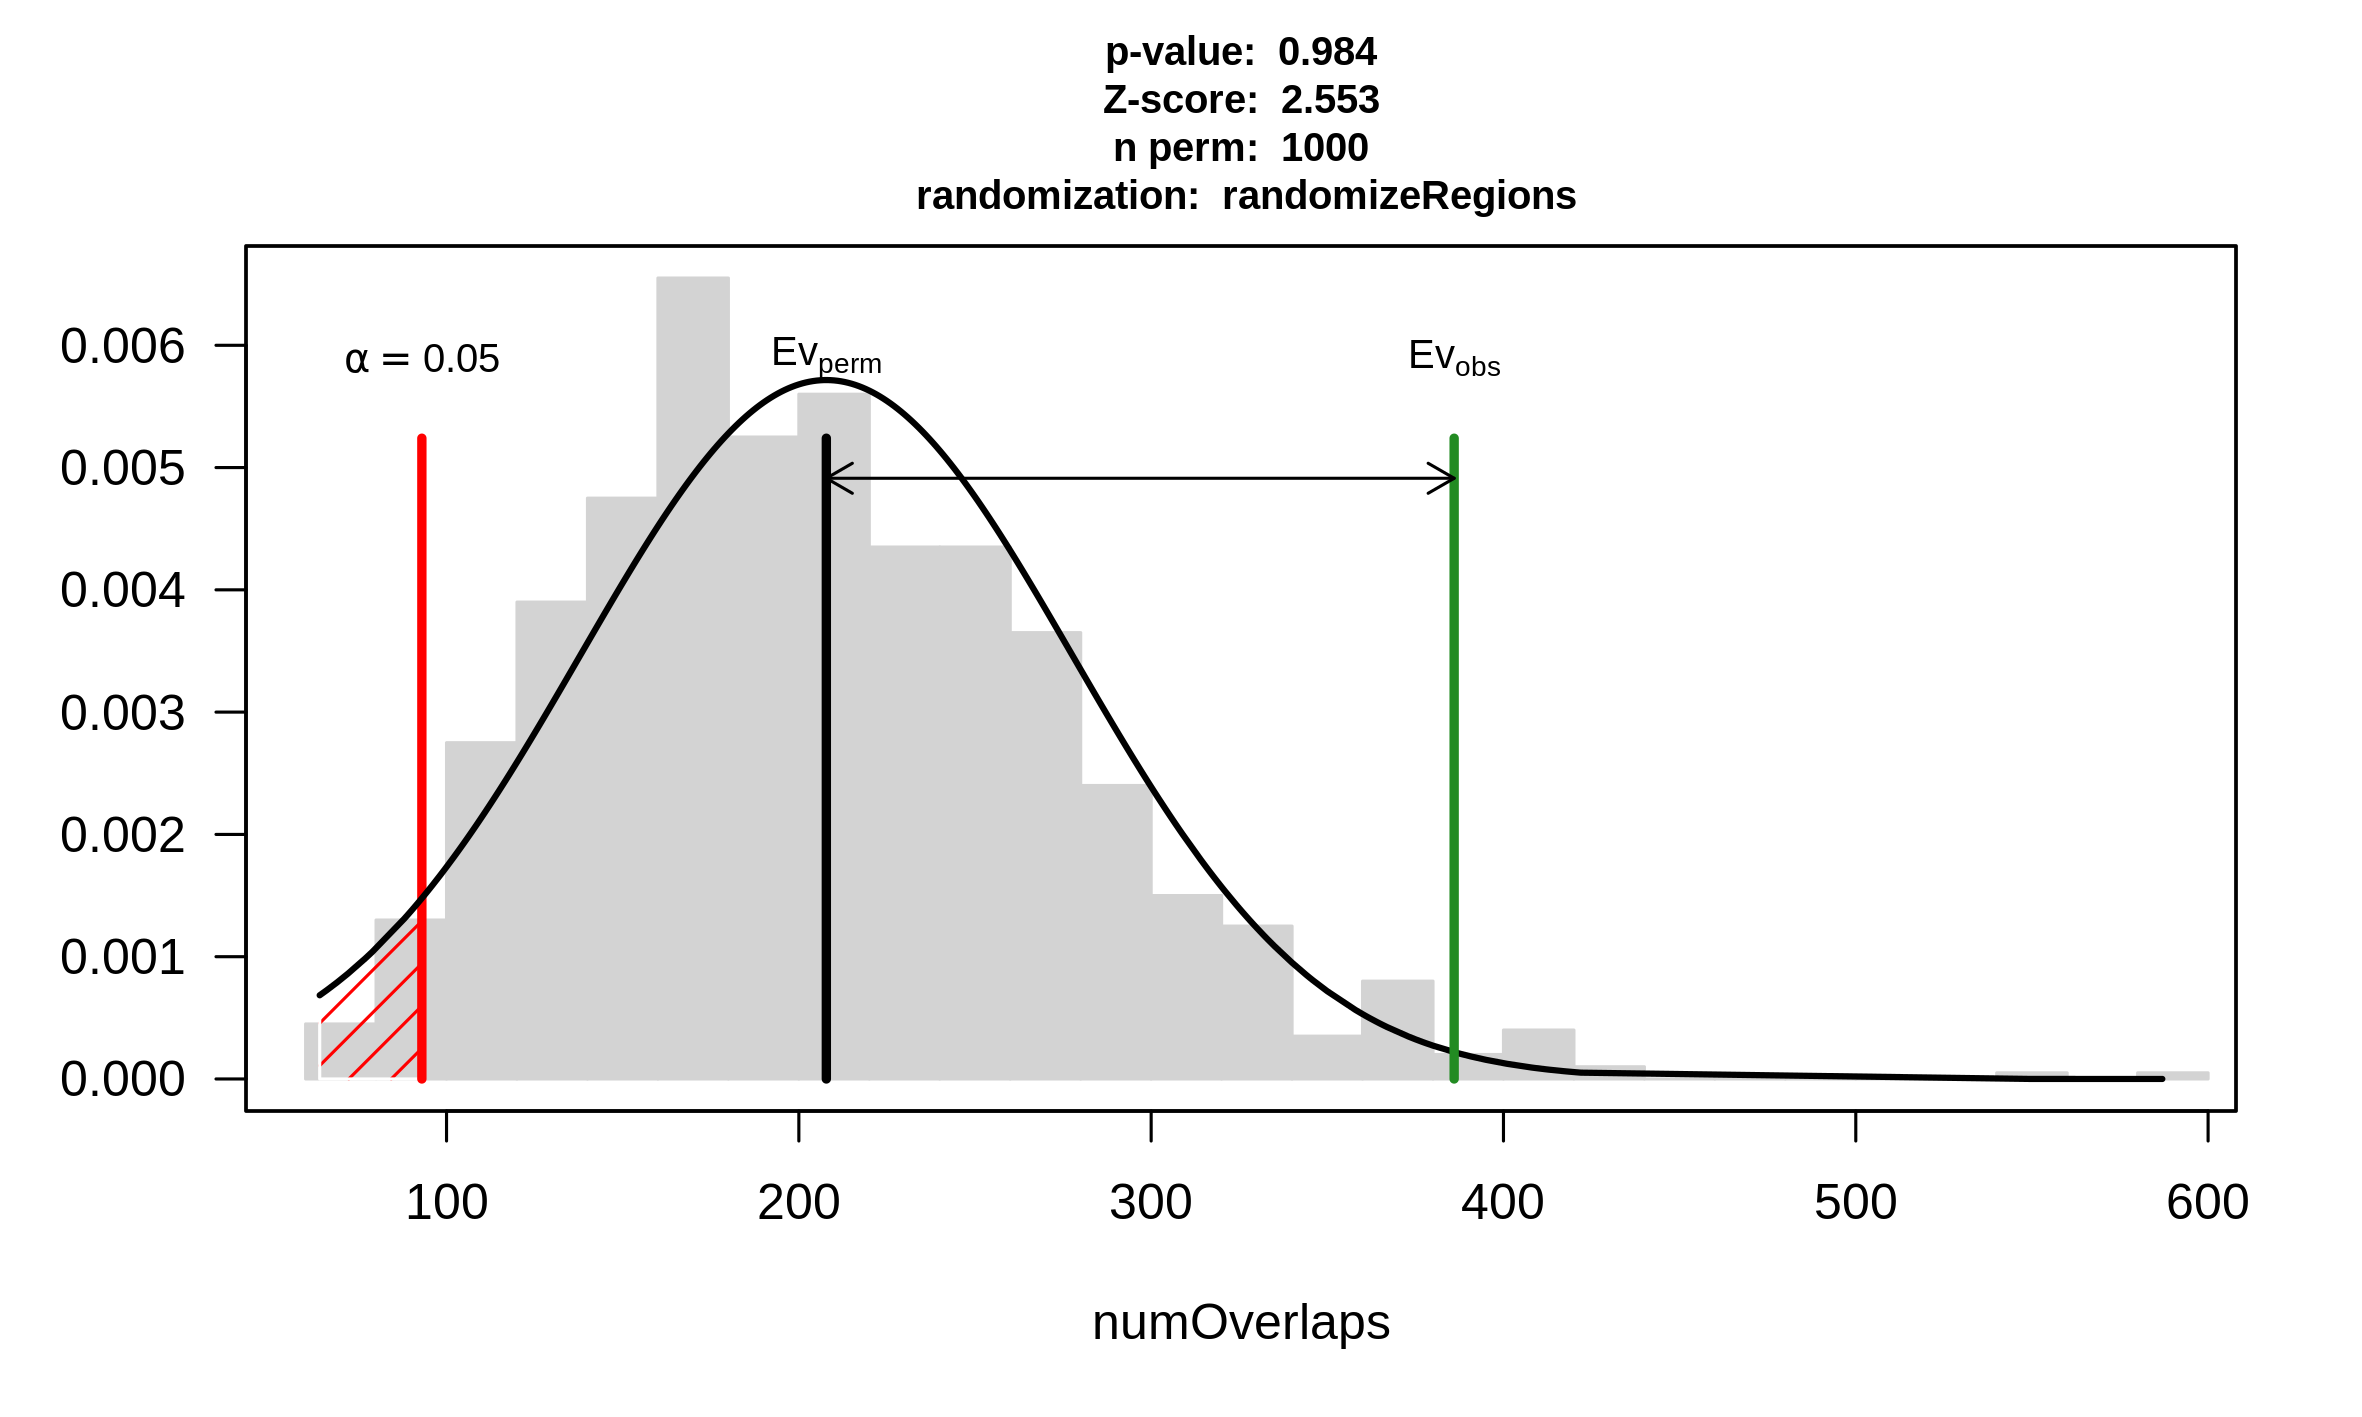 p-value: 0.984
Z-score: 2.553
n perm: 1000
randomization: randomizeRegions
α = 0.05
Evperm
Evobs
0.006
0.005
0.004
0.003
0.002
0.001
0.000
100 200 300 400 500 600
numOverlaps